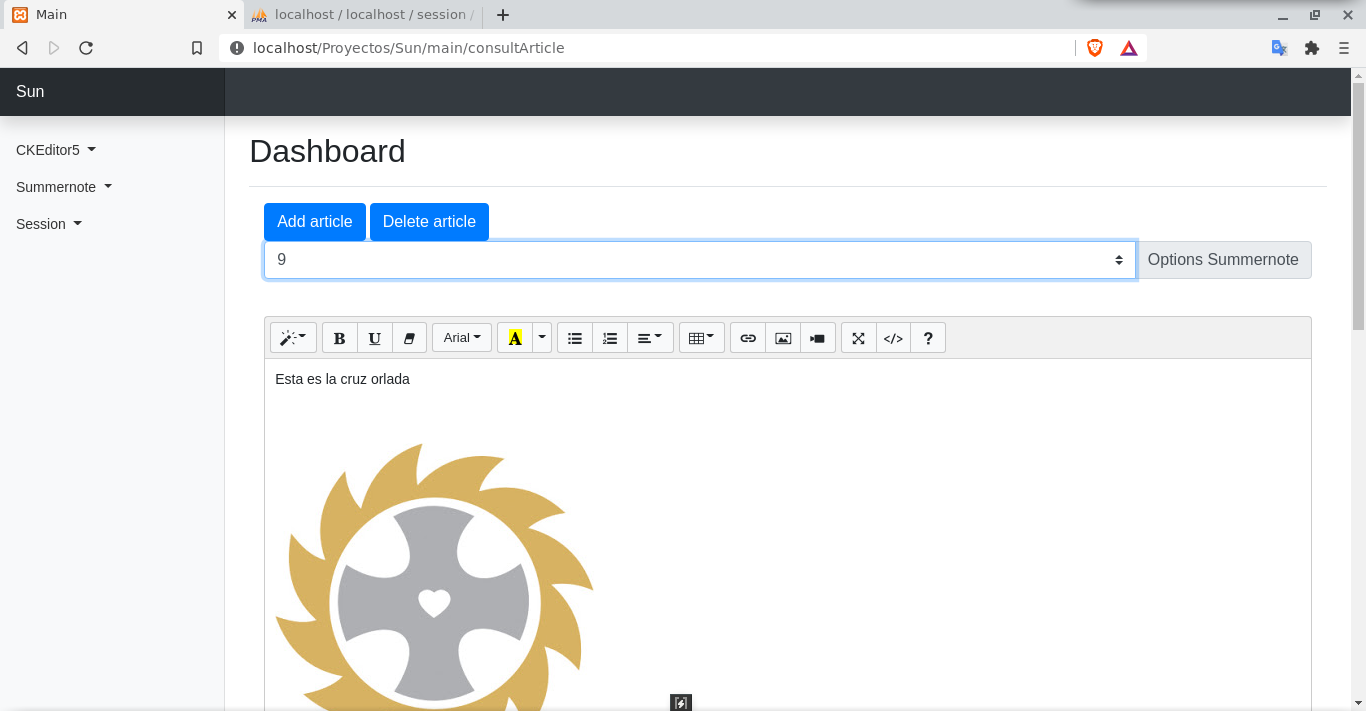 Main
localhost / localhost / session /
localhost/Proyectos/Sun/main/consultArticle
Sun
CKEditor5
Summernote
Session
Dashboard
Add article Delete article
9 Options Summernote
B U Arial A </> ?
Esta es la cruz orlada